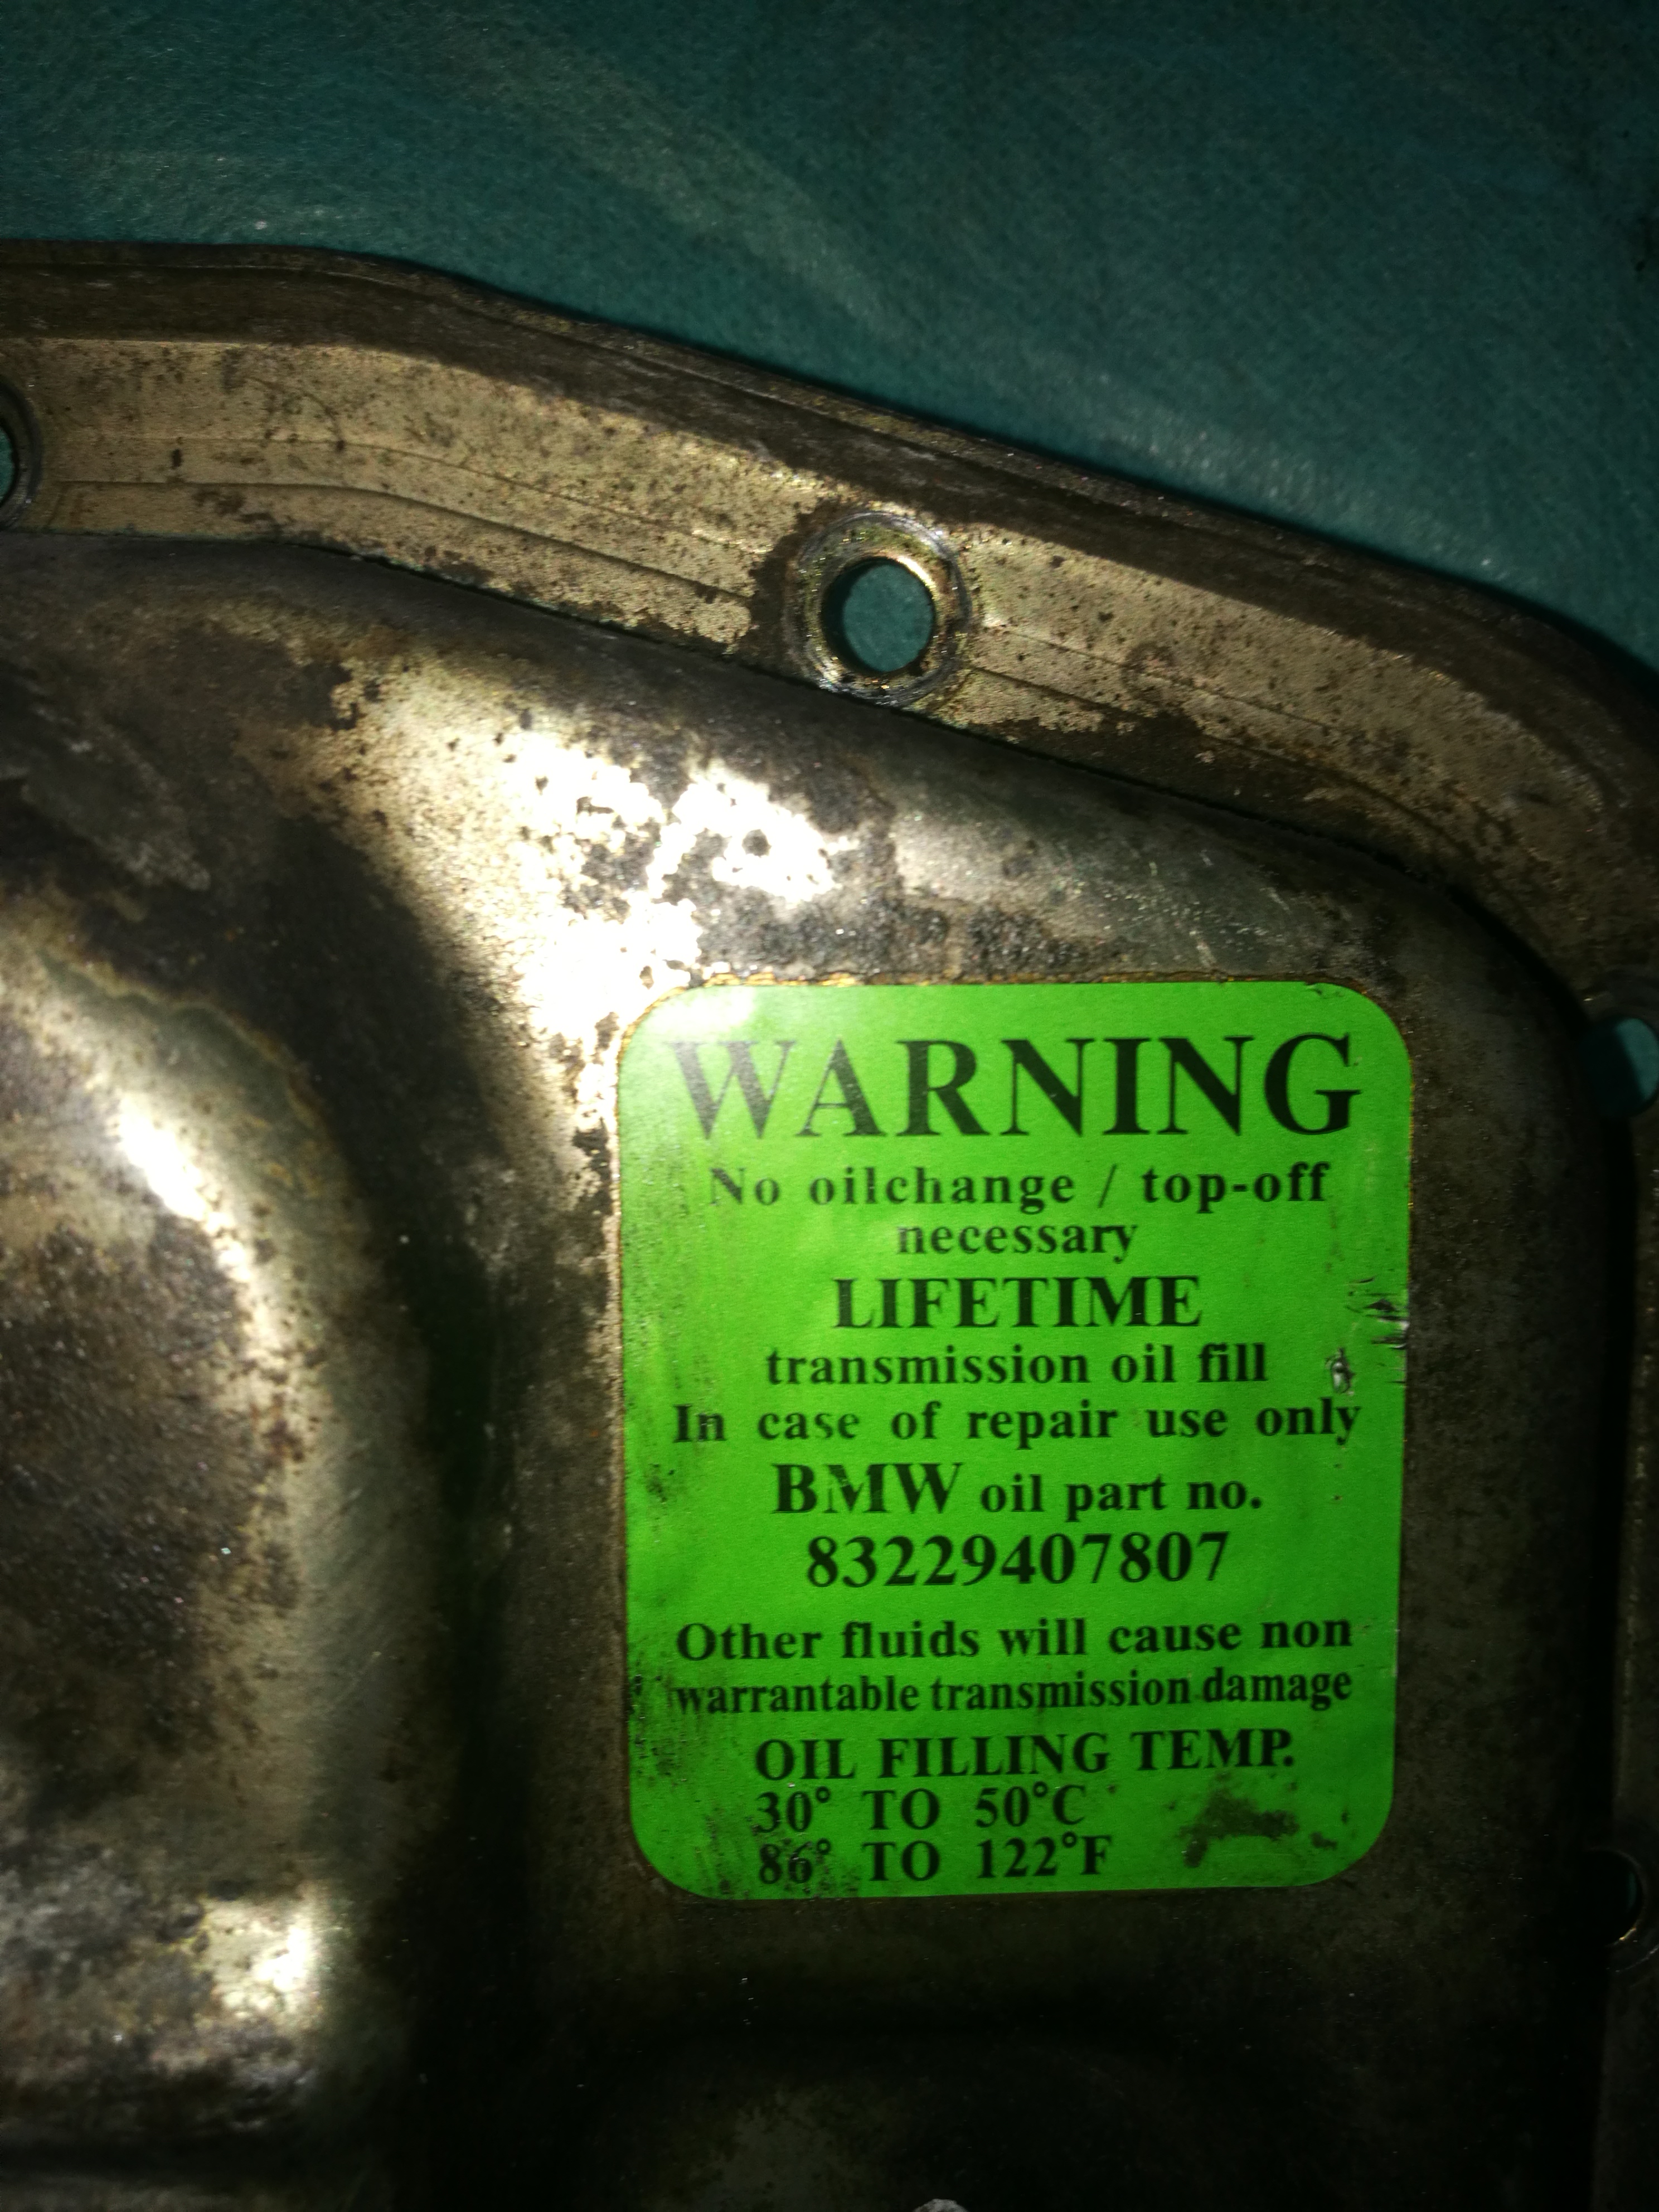 WARNING
No oilchange / top-off
necessary
LIFETIME
transmission oil fill
In case of repair use only
BMW oil part no.
83229407807
Other fluids will cause non
warrantable transmission damage
OIL FILLING TEMP.
30° TO 50°C
86° TO 122°F